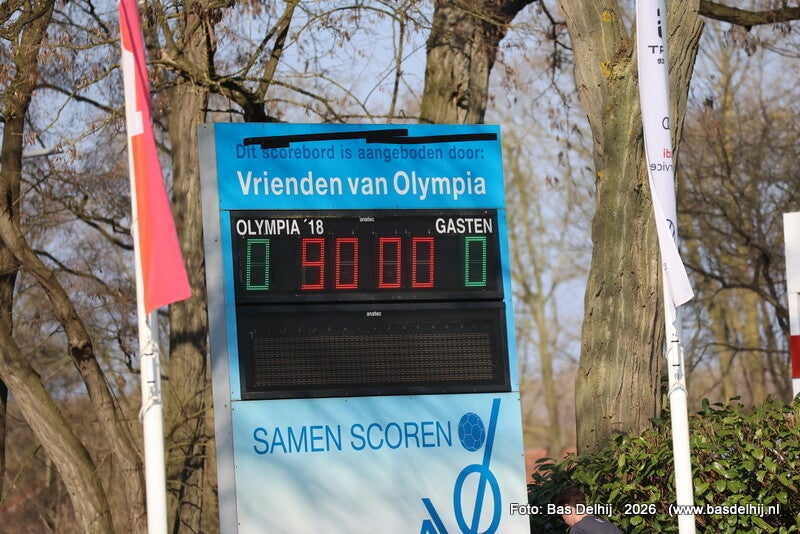 Dit scorebord is aangeboden door:
Vrienden van Olympia
anatec
OLYMPIA ´18 GASTEN
0 90 00 0
anatec
SAMEN SCOREN
Foto: Bas Delhij 2026 (www.basdelhij.nl